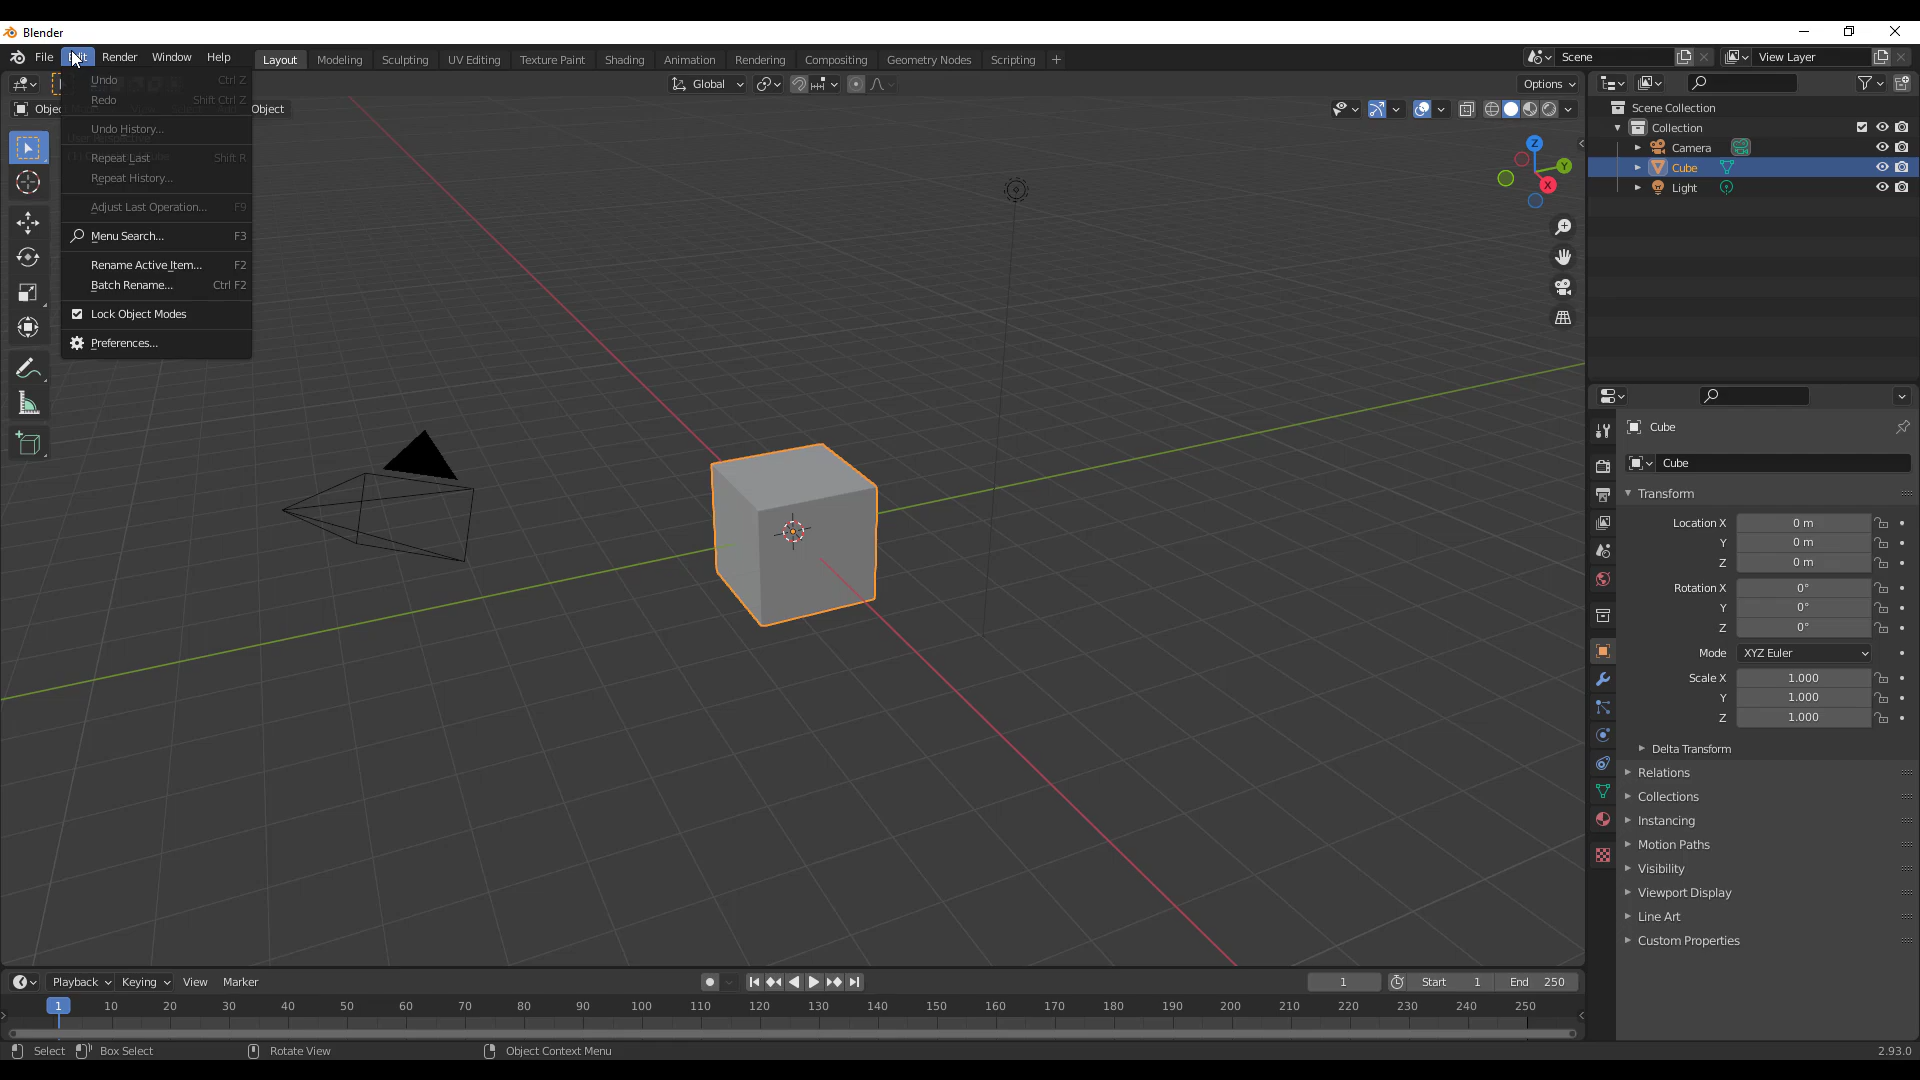 Blender
File Edit Render Window Help Layout Modeling Sculpting UV Editing Texture Paint Shading Animation Rendering Compositing Geometry Nodes Scripting + Scene View Layer
Global Options
Object
Undo Ctrl Z
Redo Shift Ctrl Z
Undo History...
Repeat Last Shift R
Repeat History...
Adjust Last Operation... F9
Menu Search... F3
Rename Active Item... F2
Batch Rename... Ctrl F2
Lock Object Modes
Preferences...
Z
Y
X
Scene Collection
Collection
Camera
Cube
Light
Cube
Cube
Transform
Location X 0 m
Y 0 m
Z 0 m
Rotation X 0°
Y 0°
Z 0°
Mode XYZ Euler
Scale X 1.000
Y 1.000
Z 1.000
Delta Transform
Relations
Collections
Instancing
Motion Paths
Visibility
Viewport Display
Line Art
Custom Properties
Playback Keying View Marker 1 Start 1 End 250
1 10 20 30 40 50 60 70 80 90 100 110 120 130 140 150 160 170 180 190 200 210 220 230 240 250
Select Box Select Rotate View Object Context Menu 2.93.0